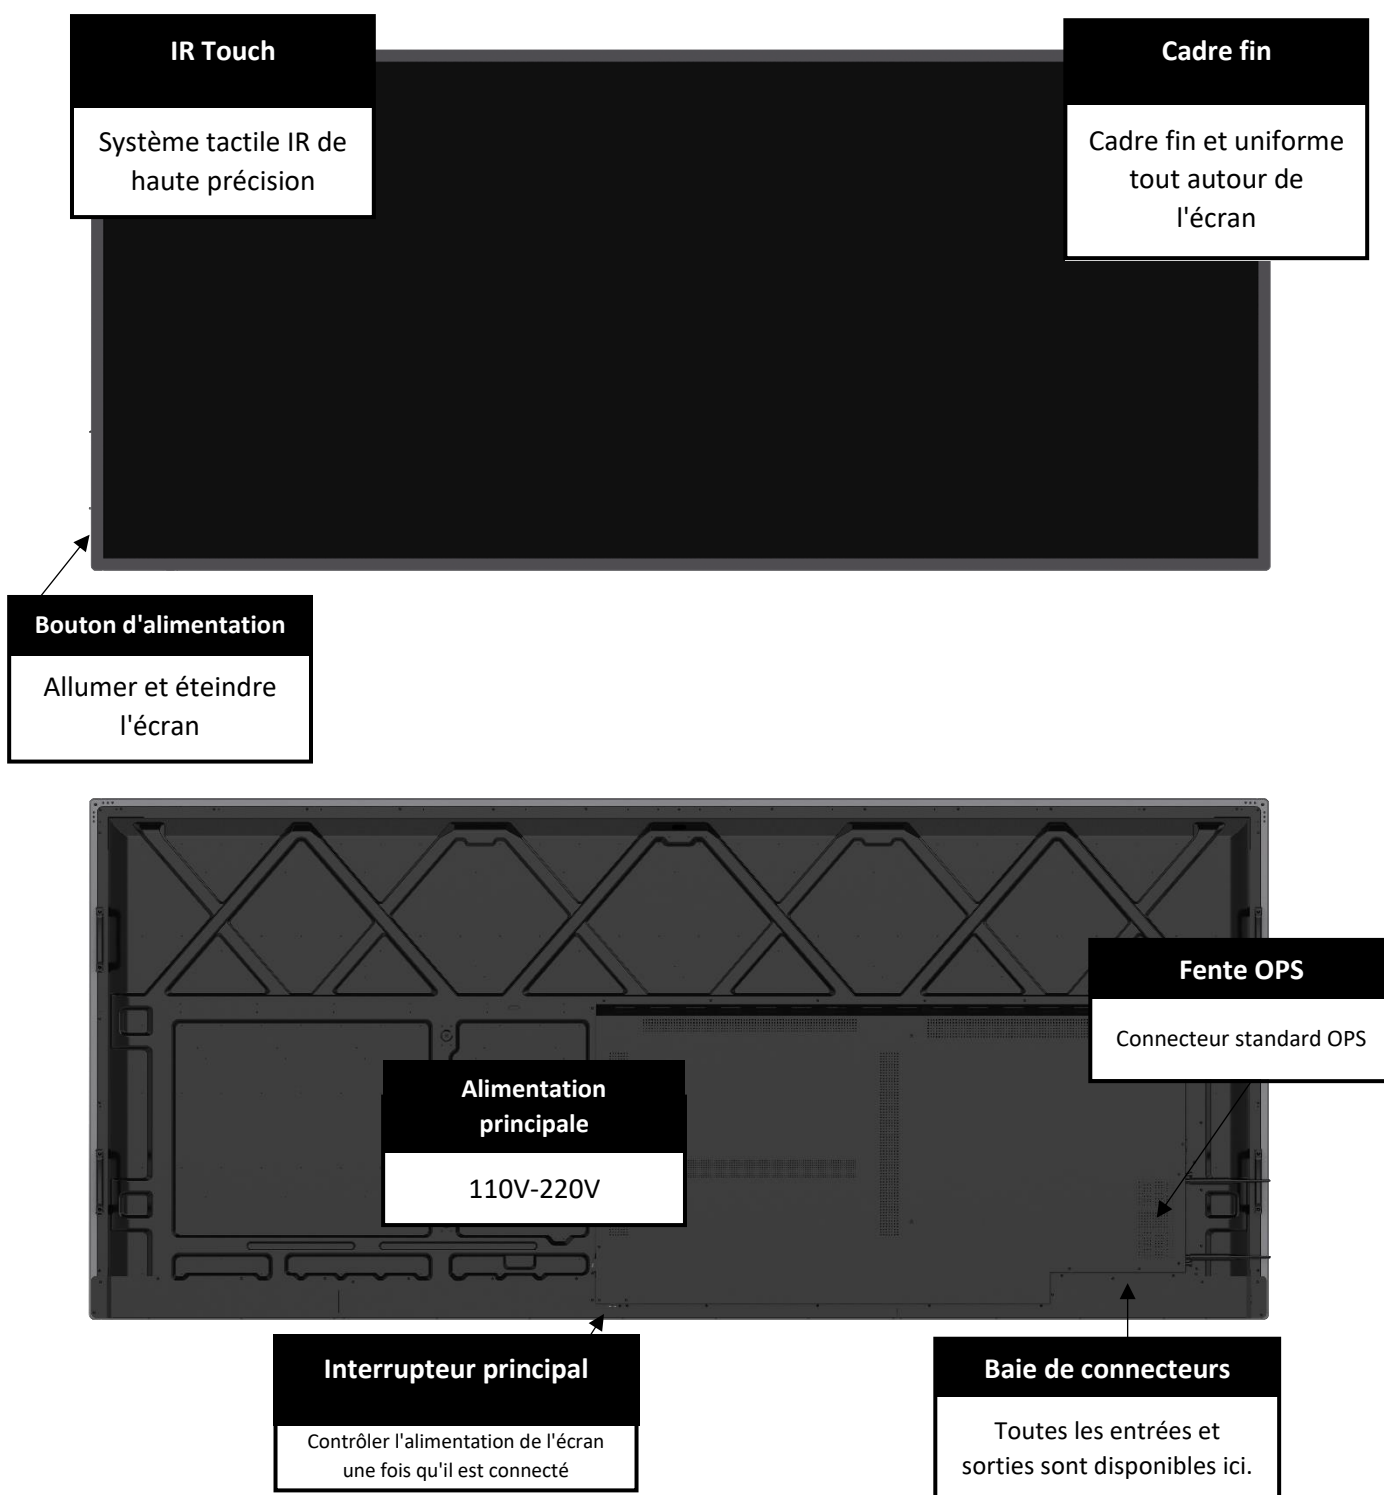 IR Touch
Système tactile IR de
haute précision
Cadre fin
Cadre fin et uniforme
tout autour de
l'écran
Bouton d'alimentation
Allumer et éteindre
l'écran
Fente OPS
Connecteur standard OPS
Alimentation
principale
110V-220V
Interrupteur principal
Contrôler l'alimentation de l'écran
une fois qu'il est connecté
Baie de connecteurs
Toutes les entrées et
sorties sont disponibles ici.